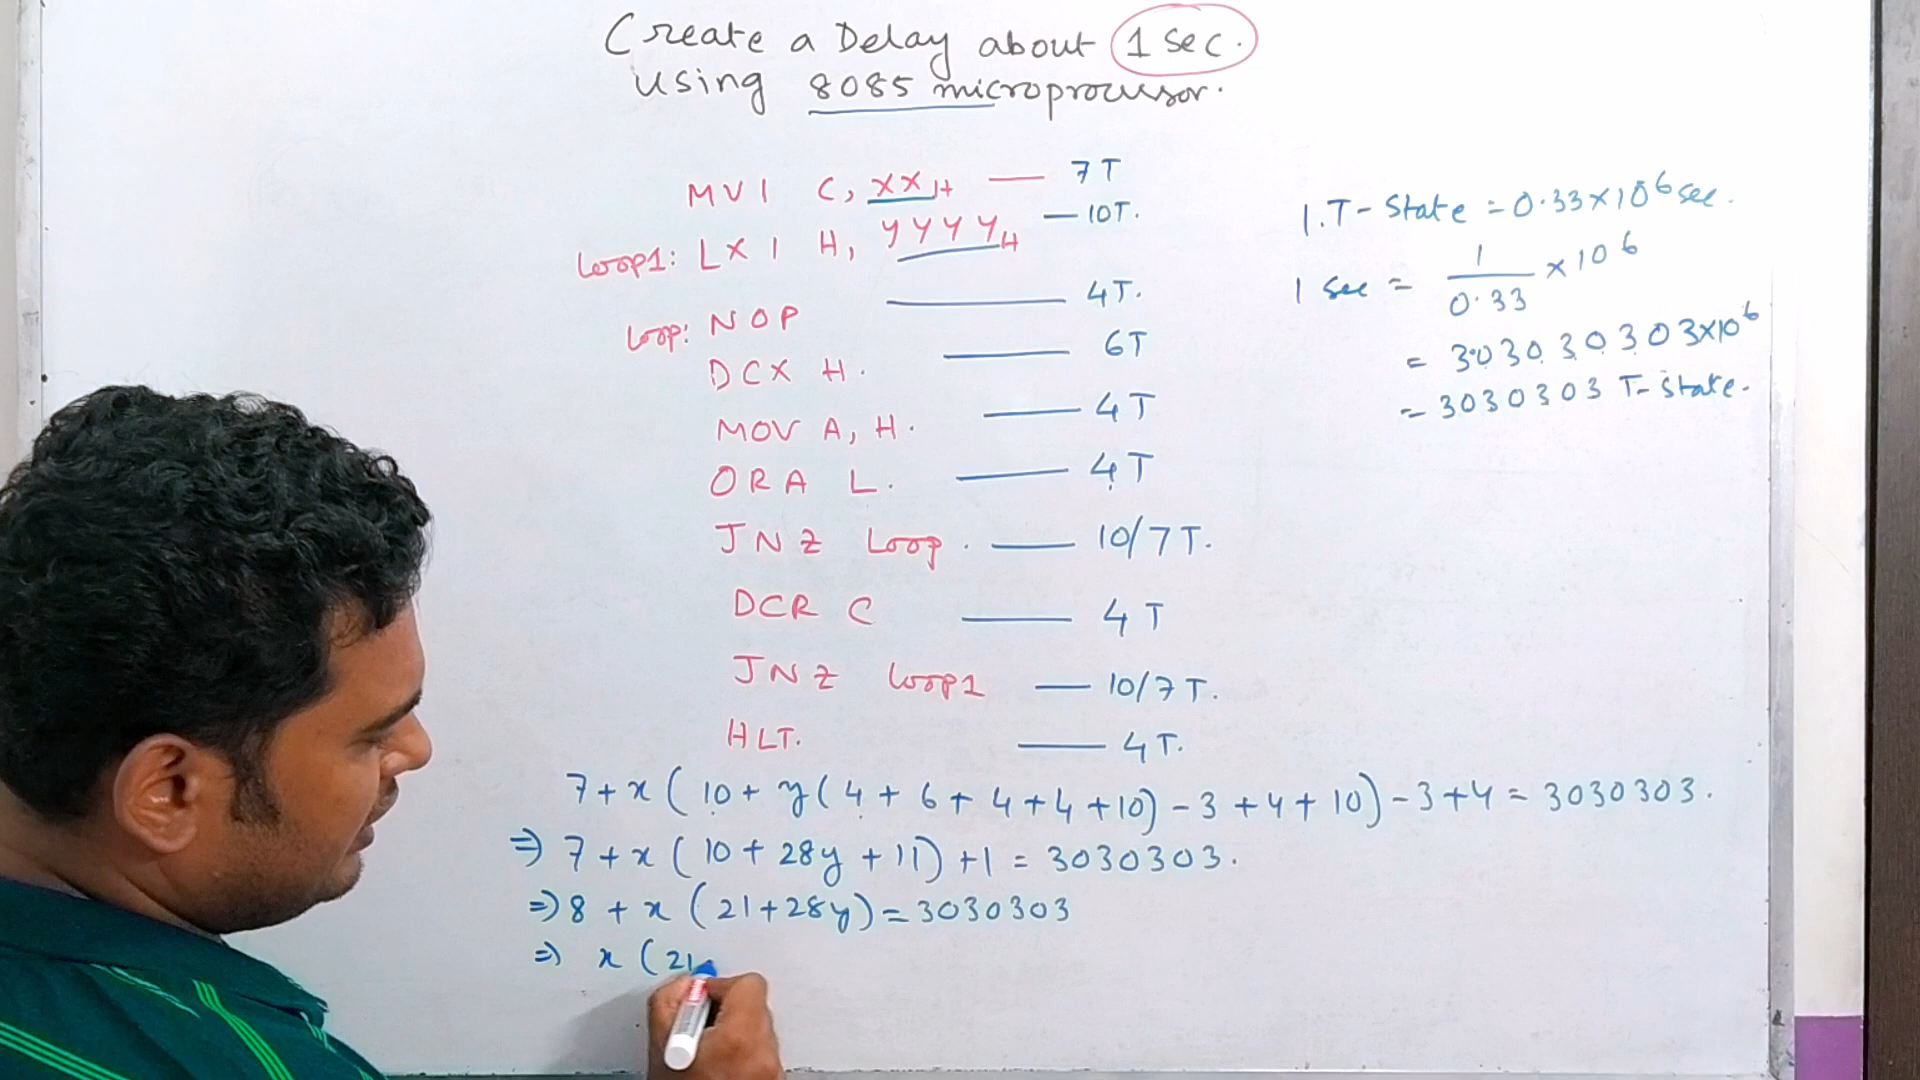 Create a Delay about 1 sec.
using 8085 microprocessor.
MVI C, XXH — 7T
Loop1: LXI H, YYYYH — 10T.
Loop: NOP — 4T.
DCX H. — 6T
MOV A, H. — 4T
ORA L. — 4T
JNZ Loop. — 10/7T.
DCR C — 4T
JNZ Loop1 — 10/7T.
HLT. — 4T.
1.T-State = 0.33×10⁶ sec.
1 sec = 1/0.33 × 10⁶
= 3.03030303×10⁶
= 3030303 T-State.
7+x(10+y(4+6+4+4+10)-3+4+10)-3+4=3030303.
⇒ 7+x(10+28y+11)+1=3030303.
⇒ 8+x(21+28y)=3030303
⇒ x(21